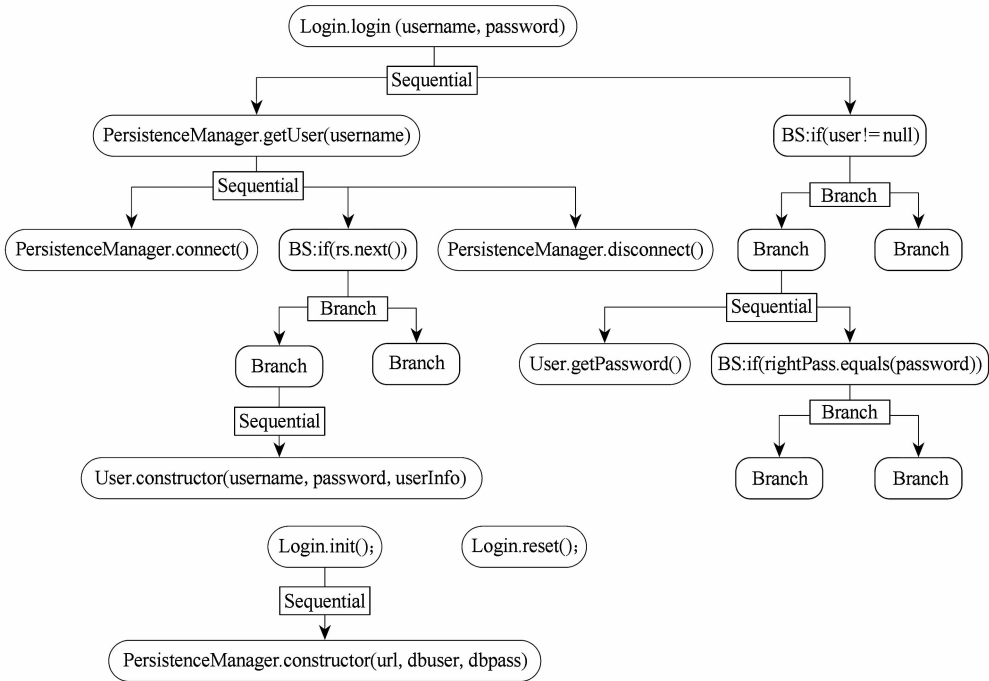 Login.login (username, password)
Sequential
PersistenceManager.getUser(username)
BS:if(user!= null)
Sequential
Branch
PersistenceManager.connect()
BS:if(rs.next())
PersistenceManager.disconnect()
Branch
Branch
Branch
Sequential
Branch
Branch
User.getPassword()
BS:if(rightPass.equals(password))
Sequential
Branch
User.constructor(username, password, userInfo)
Branch
Branch
Login.init();
Login.reset();
Sequential
PersistenceManager.constructor(url, dbuser, dbpass)